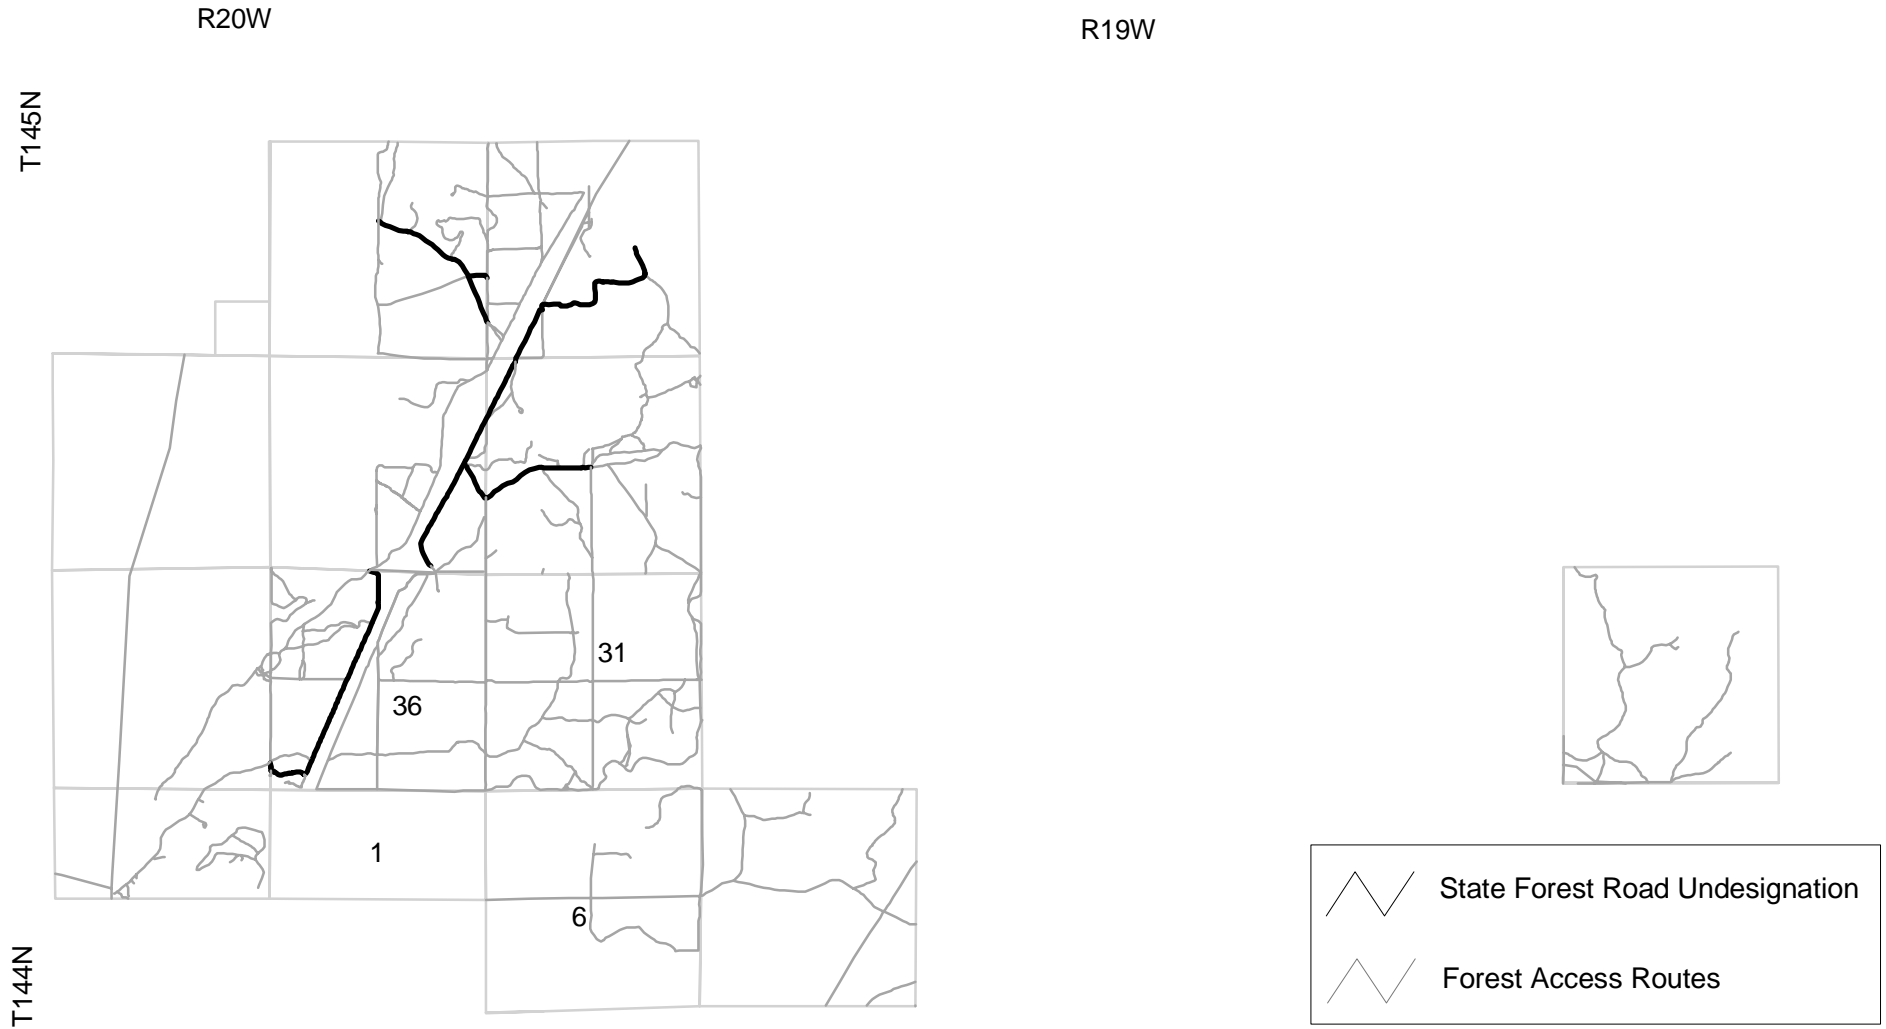 R20W
R19W
T145N
31
36
1
6
T144N
State Forest Road Undesignation
Forest Access Routes